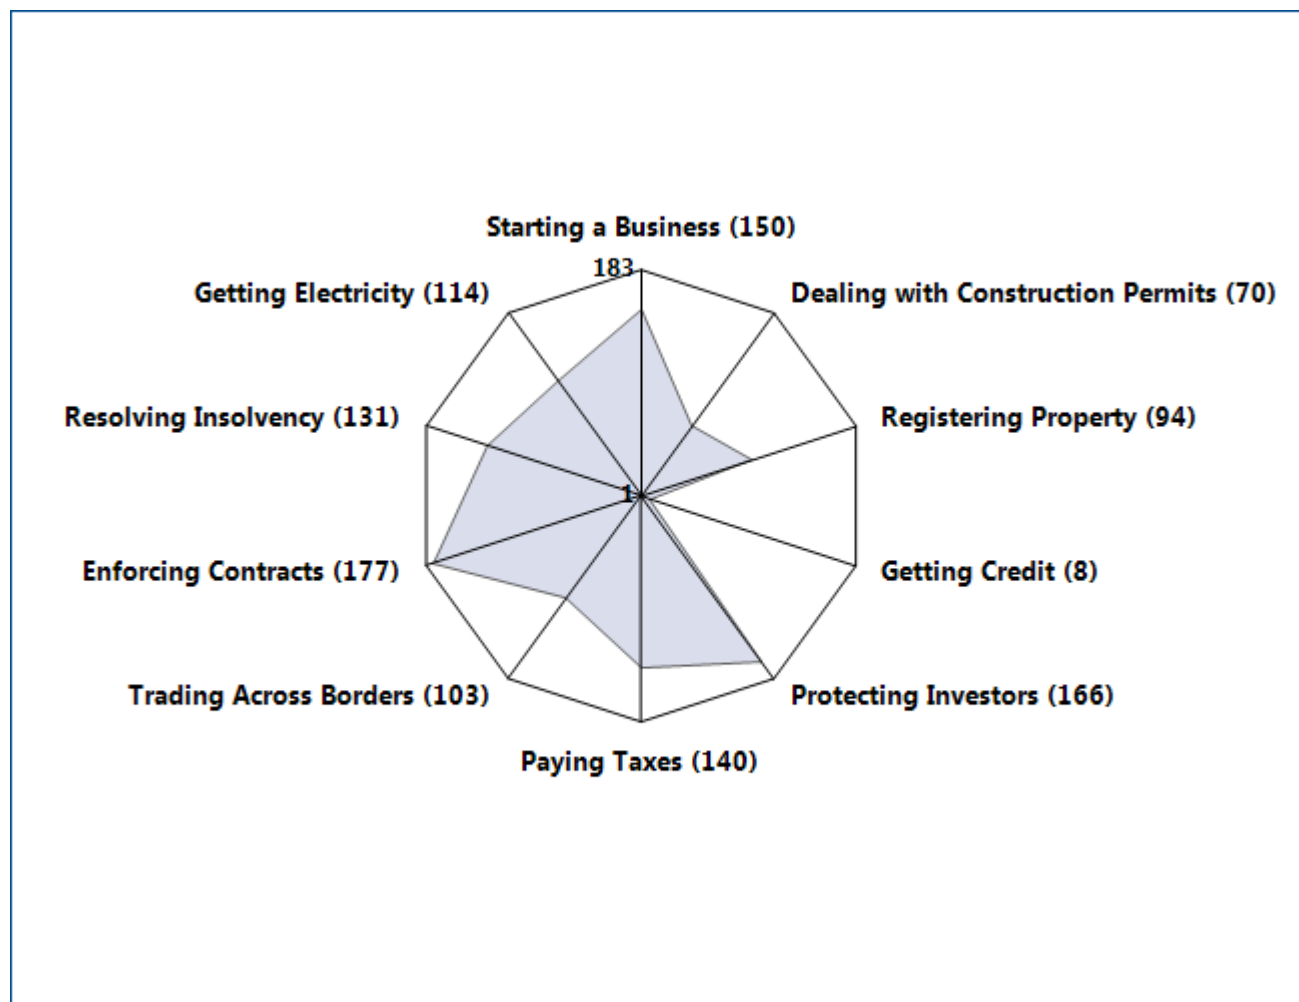 Starting a Business (150)
183
Getting Electricity (114)
Dealing with Construction Permits (70)
Resolving Insolvency (131)
Registering Property (94)
1
Enforcing Contracts (177)
Getting Credit (8)
Trading Across Borders (103)
Protecting Investors (166)
Paying Taxes (140)